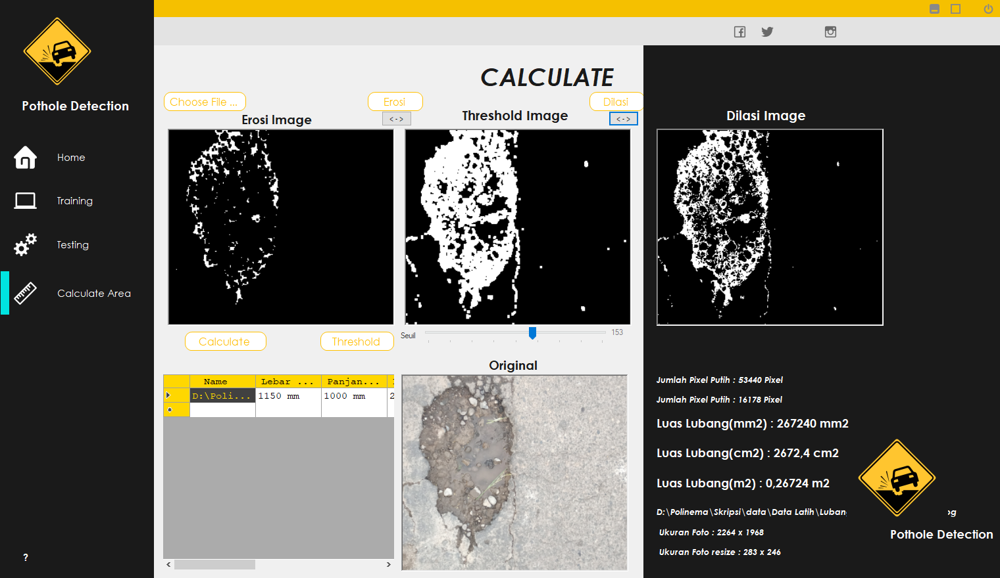 Pothole Detection
Home
Training
Testing
Calculate Area
?
CALCULATE
Choose File ...
Erosi
Dilasi
Erosi Image
<->
Threshold Image
<->
Dilasi Image
Calculate
Threshold
Seuil
153
Original
Name
Lebar ...
Panjan...
D:\Poli...
1150 mm
1000 mm
2
Jumlah Pixel Putih : 53440 Pixel
Jumlah Pixel Putih : 16178 Pixel
Luas Lubang(mm2) : 267240 mm2
Luas Lubang(cm2) : 2672,4 cm2
Luas Lubang(m2) : 0,26724 m2
D:\Polinema\Skripsi\data\Data Latih\Luban
Ukuran Foto : 2264 x 1968
Ukuran Foto resize : 283 x 246
Pothole Detection